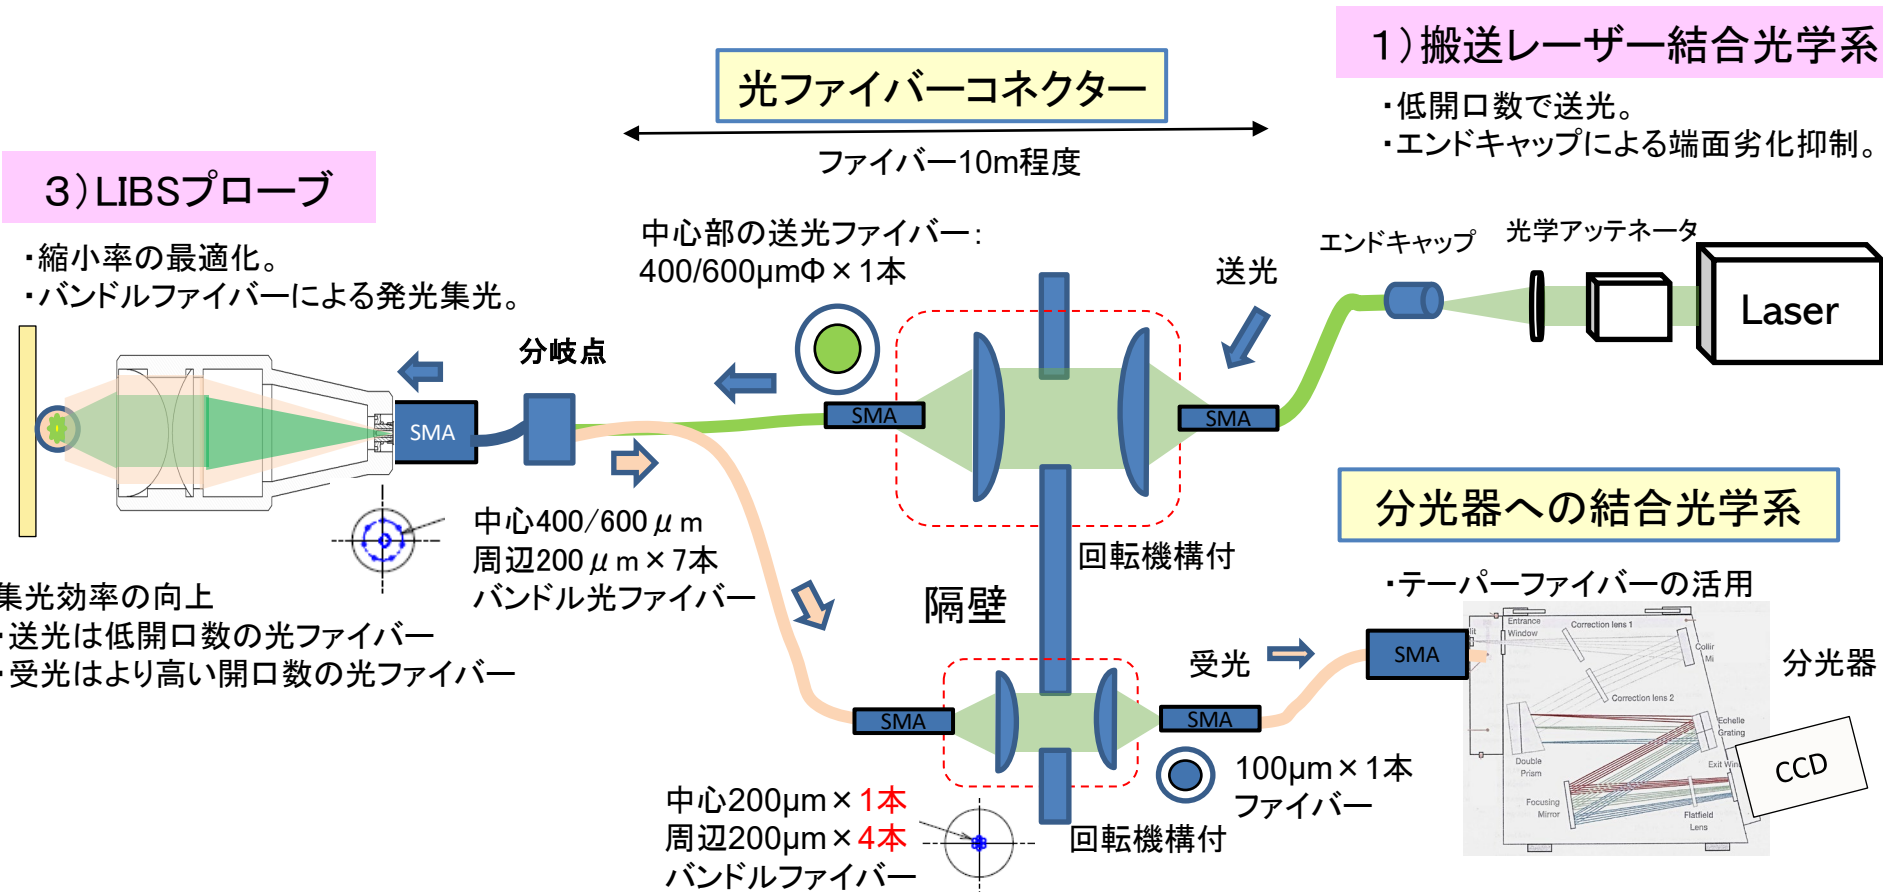 1）搬送レーザー結合光学系
・低開口数で送光。
・エンドキャップによる端面劣化抑制。
光ファイバーコネクター
ファイバー10m程度
3）LIBSプローブ
・縮小率の最適化。
・バンドルファイバーによる発光集光。
中心部の送光ファイバー：
400/600μmΦ×1本
送光
エンドキャップ
光学アッテネータ
Laser
分岐点
SMA
SMA
SMA
中心400/600μm
周辺200μm×7本
バンドル光ファイバー
回転機構付
隔壁
分光器への結合光学系
・テーパーファイバーの活用
集光効率の向上
・送光は低開口数の光ファイバー
・受光はより高い開口数の光ファイバー
受光
SMA
SMA
SMA
分光器
Entrance
Window
Correction lens 1
Correction lens 2
Echelle
Grating
Double
Prism
Focusing
Mirror
Flatfield
Lens
CCD
100μm×1本
ファイバー
中心200μm×1本
周辺200μm×4本
バンドルファイバー
回転機構付